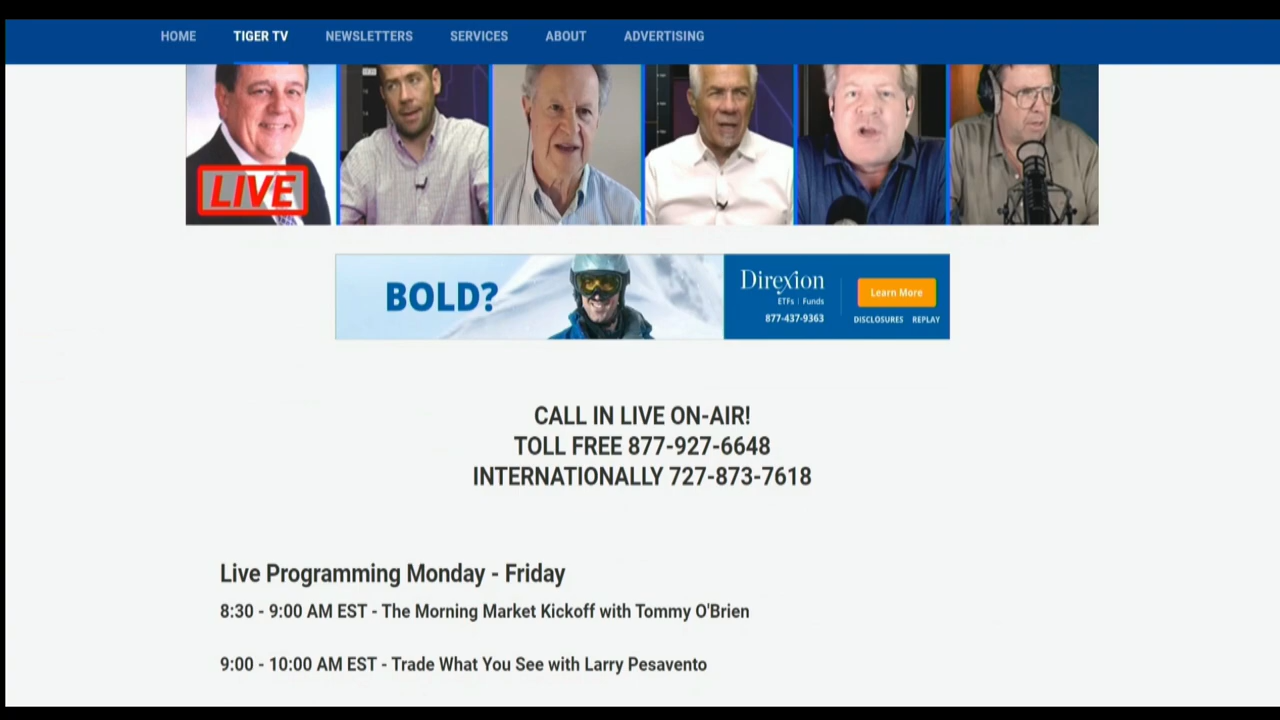 HOME TIGER TV NEWSLETTERS SERVICES ABOUT ADVERTISING
LIVE
BOLD?
Direxion
ETFs | Funds
877-437-9363
Learn More
DISCLOSURES REPLAY
CALL IN LIVE ON-AIR!
TOLL FREE 877-927-6648
INTERNATIONALLY 727-873-7618
Live Programming Monday - Friday
8:30 - 9:00 AM EST - The Morning Market Kickoff with Tommy O'Brien
9:00 - 10:00 AM EST - Trade What You See with Larry Pesavento